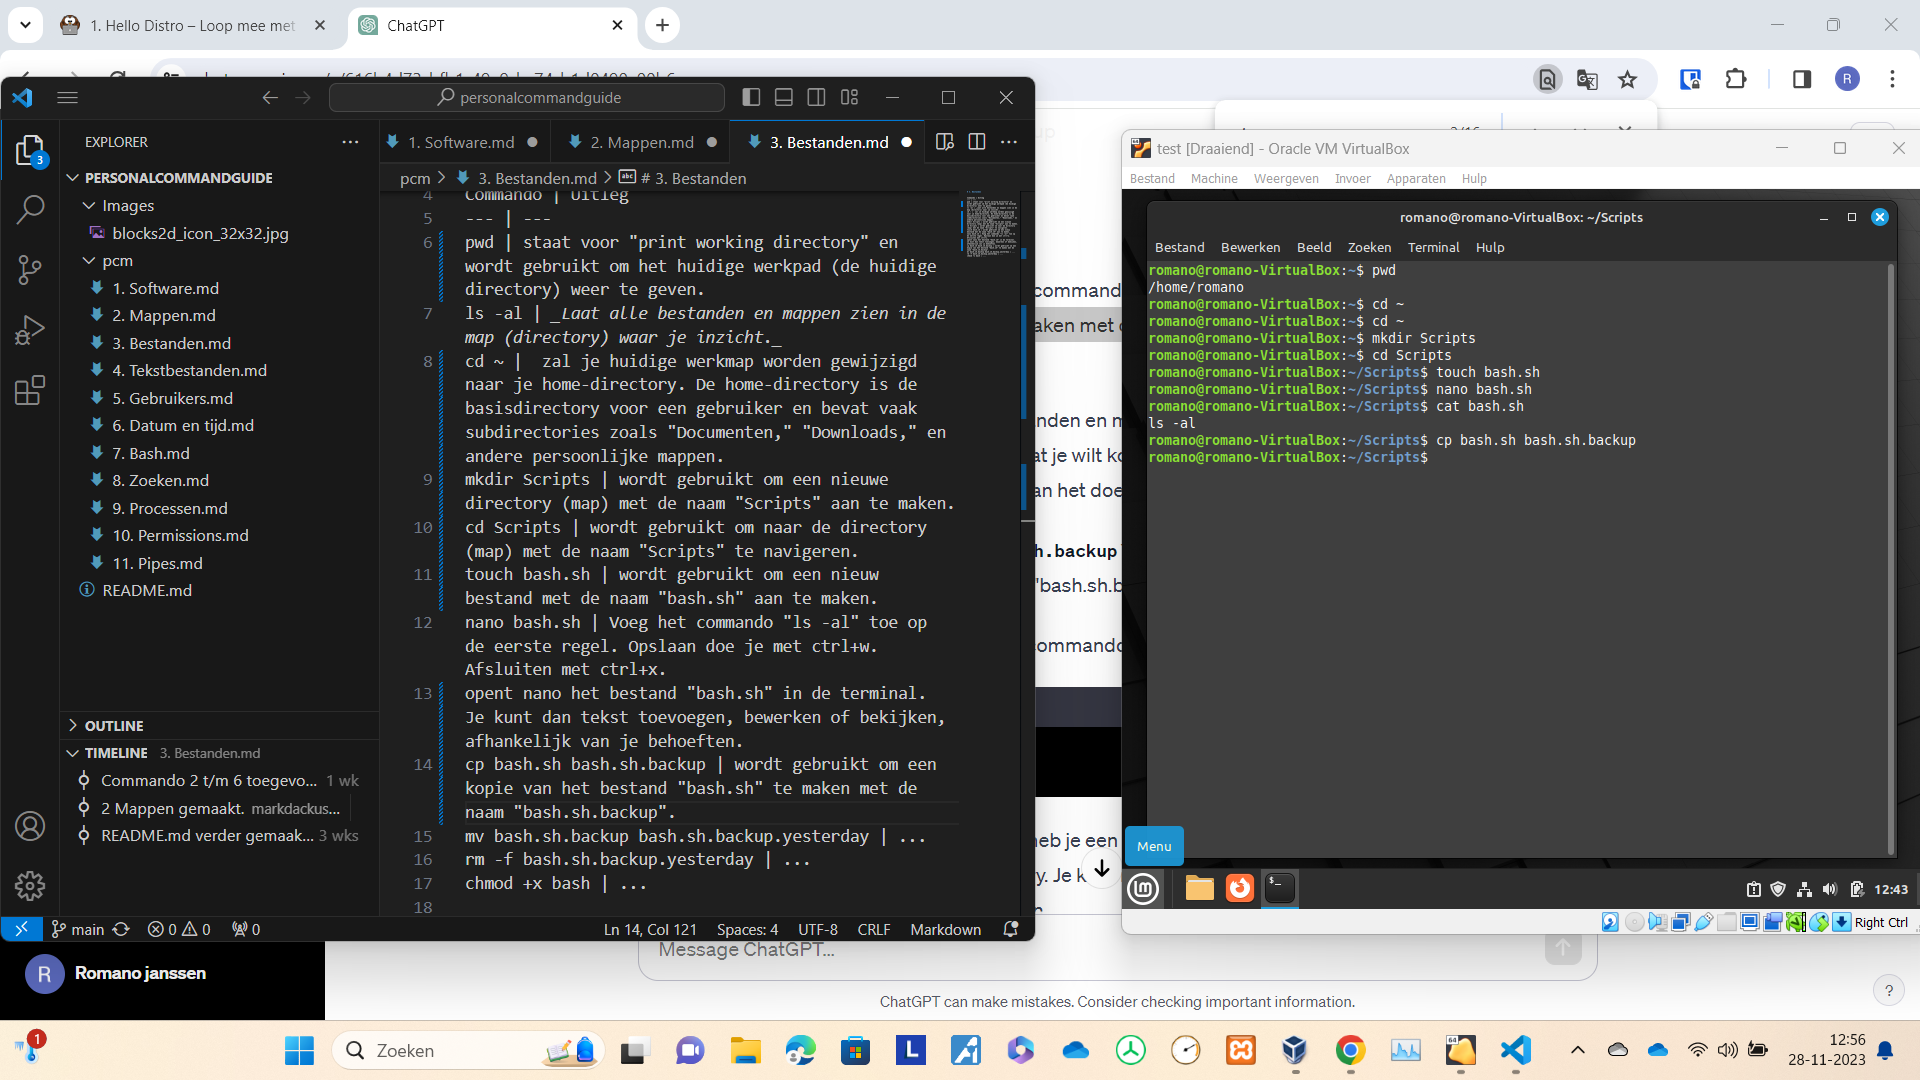 1. Hello Distro – Loop mee met
ChatGPT
personalcommandguide
EXPLORER
PERSONALCOMMANDGUIDE
Images
blocks2d_icon_32x32.jpg
pcm
1. Software.md
2. Mappen.md
3. Bestanden.md
4. Tekstbestanden.md
5. Gebruikers.md
6. Datum en tijd.md
7. Bash.md
8. Zoeken.md
9. Processen.md
10. Permissions.md
11. Pipes.md
README.md
OUTLINE
TIMELINE 3. Bestanden.md
Commando 2 t/m 6 toegevo... 1 wk
2 Mappen gemaakt. markdackus...
README.md verder gemaak... 3 wks
1. Software.md
2. Mappen.md
3. Bestanden.md
pcm > 3. Bestanden.md > # 3. Bestanden
4 Commando | Uitleg
5 --- | ---
6 pwd | staat voor "print working directory" en
wordt gebruikt om het huidige werkpad (de huidige
directory) weer te geven.
7 ls -al | _Laat alle bestanden en mappen zien in de
map (directory) waar je inzicht._
8 cd ~ |  zal je huidige werkmap worden gewijzigd
naar je home-directory. De home-directory is de
basisdirectory voor een gebruiker en bevat vaak
subdirectories zoals "Documenten," "Downloads," en
andere persoonlijke mappen.
9 mkdir Scripts | wordt gebruikt om een nieuwe
directory (map) met de naam "Scripts" aan te maken.
10 cd Scripts | wordt gebruikt om naar de directory
(map) met de naam "Scripts" te navigeren.
11 touch bash.sh | wordt gebruikt om een nieuw
bestand met de naam "bash.sh" aan te maken.
12 nano bash.sh | Voeg het commando "ls -al" toe op
de eerste regel. Opslaan doe je met ctrl+w.
Afsluiten met ctrl+x.
13 opent nano het bestand "bash.sh" in de terminal.
Je kunt dan tekst toevoegen, bewerken of bekijken,
afhankelijk van je behoeften.
14 cp bash.sh bash.sh.backup | wordt gebruikt om een
kopie van het bestand "bash.sh" te maken met de
naam "bash.sh.backup".
15 mv bash.sh.backup bash.sh.backup.yesterday | ...
16 rm -f bash.sh.backup.yesterday | ...
17 chmod +x bash | ...
18
3
main 0 0 0
Ln 14, Col 121 Spaces: 4 UTF-8 CRLF Markdown
command
aken met
nden en m
at je wilt ko
an het doe
h.backup
"bash.sh.b
ommando
eb je een
y. Je k
test [Draaiend] - Oracle VM VirtualBox
Bestand Machine Weergeven Invoer Apparaten Hulp
romano@romano-VirtualBox: ~/Scripts
Bestand Bewerken Beeld Zoeken Terminal Hulp
romano@romano-VirtualBox:~$ pwd
/home/romano
romano@romano-VirtualBox:~$ cd ~
romano@romano-VirtualBox:~$ cd ~
romano@romano-VirtualBox:~$ mkdir Scripts
romano@romano-VirtualBox:~$ cd Scripts
romano@romano-VirtualBox:~/Scripts$ touch bash.sh
romano@romano-VirtualBox:~/Scripts$ nano bash.sh
romano@romano-VirtualBox:~/Scripts$ cat bash.sh
ls -al
romano@romano-VirtualBox:~/Scripts$ cp bash.sh bash.sh.backup
romano@romano-VirtualBox:~/Scripts$
Menu
12:43
Right Ctrl
R
R Romano janssen
Message ChatGPT...
ChatGPT can make mistakes. Consider checking important information.
?
1
Zoeken
12:56
28-11-2023